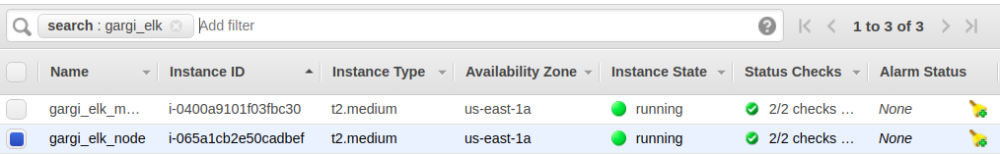 search : gargi_elk Add filter 1 to 3 of 3
Name Instance ID Instance Type Availability Zone Instance State Status Checks Alarm Status
gargi_elk_m… i-0400a9101f03fbc30 t2.medium us-east-1a running 2/2 checks … None
gargi_elk_node i-065a1cb2e50cadbef t2.medium us-east-1a running 2/2 checks … None